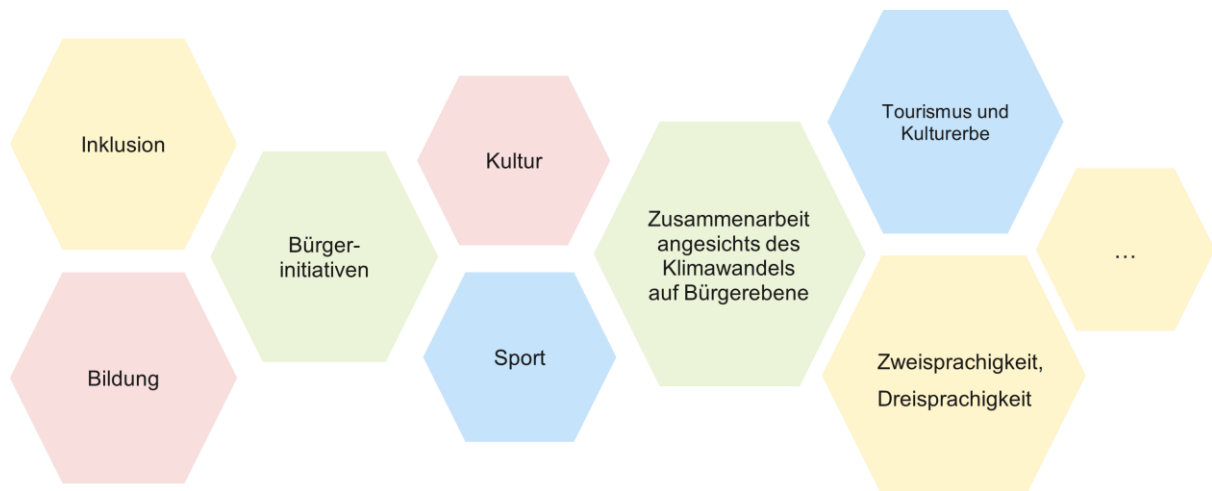 Inklusion
Bildung
Bürger-
initiativen
Kultur
Sport
Zusammenarbeit
angesichts des
Klimawandels
auf Bürgerebene
Tourismus und
Kulturerbe
Zweisprachigkeit,
Dreisprachigkeit
...